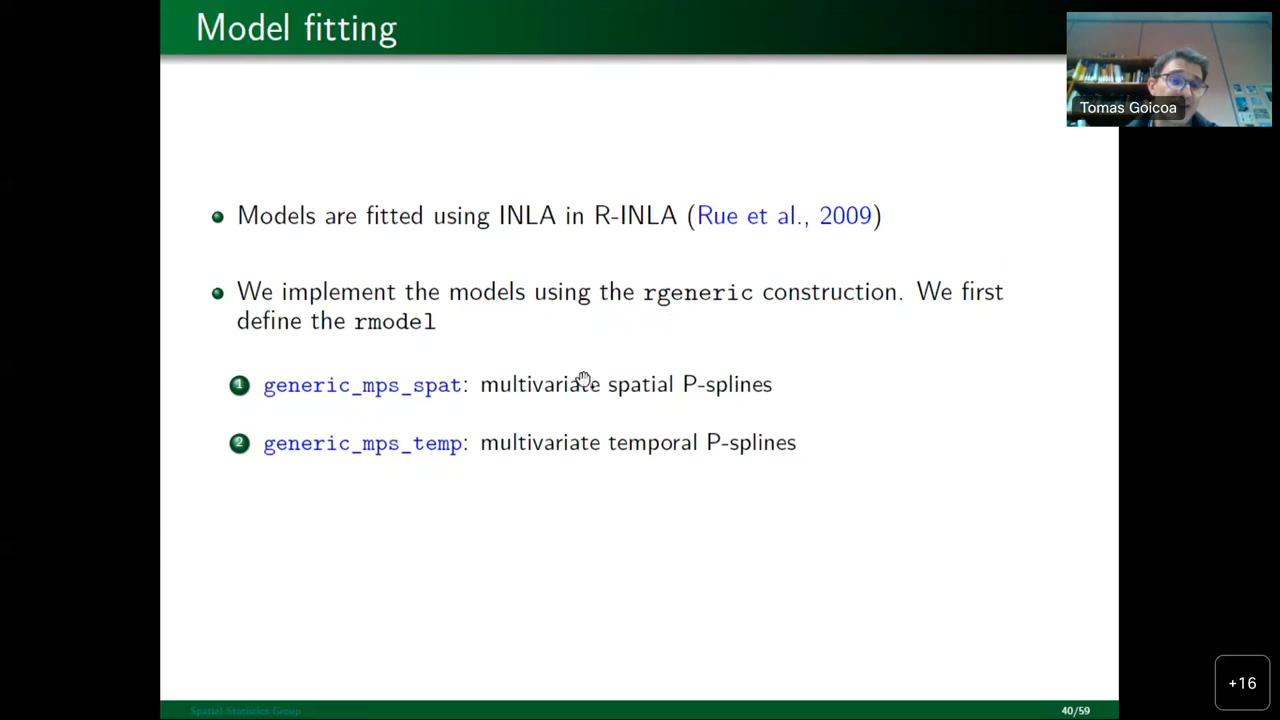 Model fitting
Tomas Goicoa
Models are fitted using INLA in R-INLA (Rue et al., 2009)
We implement the models using the rgeneric construction. We first
define the rmodel
1 generic_mps_spat: multivariate spatial P-splines
2 generic_mps_temp: multivariate temporal P-splines
+16
Spatial Statistics Group
40/59